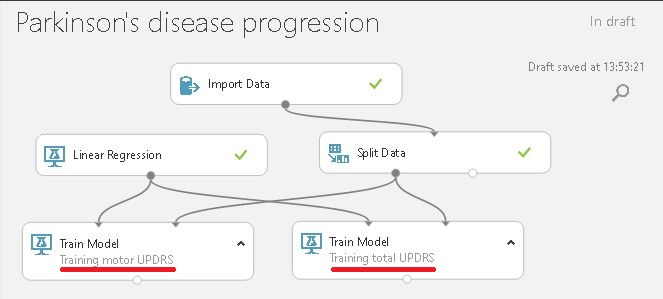 Parkinson's disease progression
In draft
Draft saved at 13:53:21
Import Data
Linear Regression
Split Data
Train Model
Training motor UPDRS
Train Model
Training total UPDRS